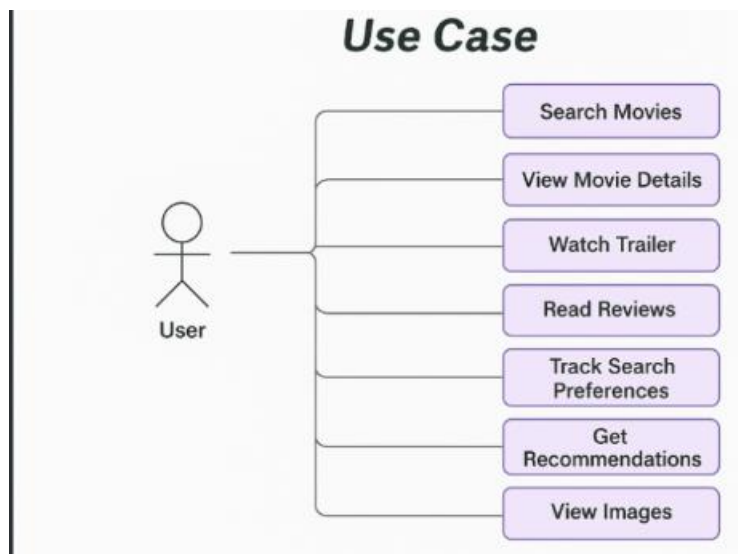 Use Case
Search Movies
View Movie Details
Watch Trailer
Read Reviews
Track Search
Preferences
Get
Recommendations
View Images
User